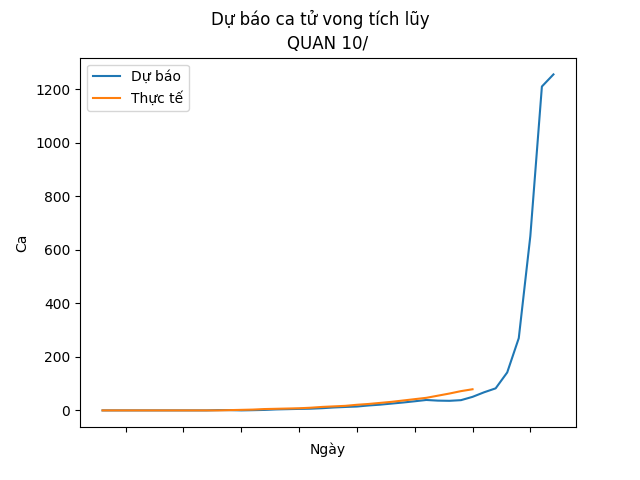 Dự báo ca tử vong tích lũy
QUAN 10/
Dự báo
Thực tế
1200
1000
800
600
400
200
0
Ca
Ngày